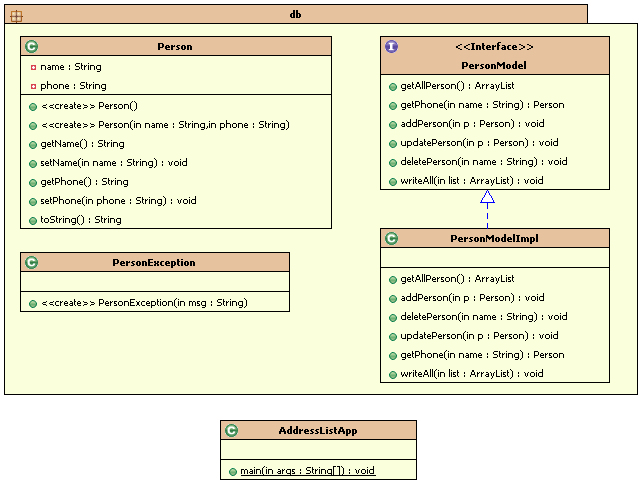 db
Person
name : String
phone : String
<<create>> Person()
<<create>> Person(in name : String,in phone : String)
getName() : String
setName(in name : String) : void
getPhone() : String
setPhone(in phone : String) : void
toString() : String
<<Interface>>
PersonModel
getAllPerson() : ArrayList
getPhone(in name : String) : Person
addPerson(in p : Person) : void
updatePerson(in p : Person) : void
deletePerson(in name : String) : void
writeAll(in list : ArrayList) : void
PersonException
<<create>> PersonException(in msg : String)
PersonModelImpl
getAllPerson() : ArrayList
addPerson(in p : Person) : void
deletePerson(in name : String) : void
updatePerson(in p : Person) : void
getPhone(in name : String) : Person
writeAll(in list : ArrayList) : void
AddressListApp
main(in args : String[]) : void